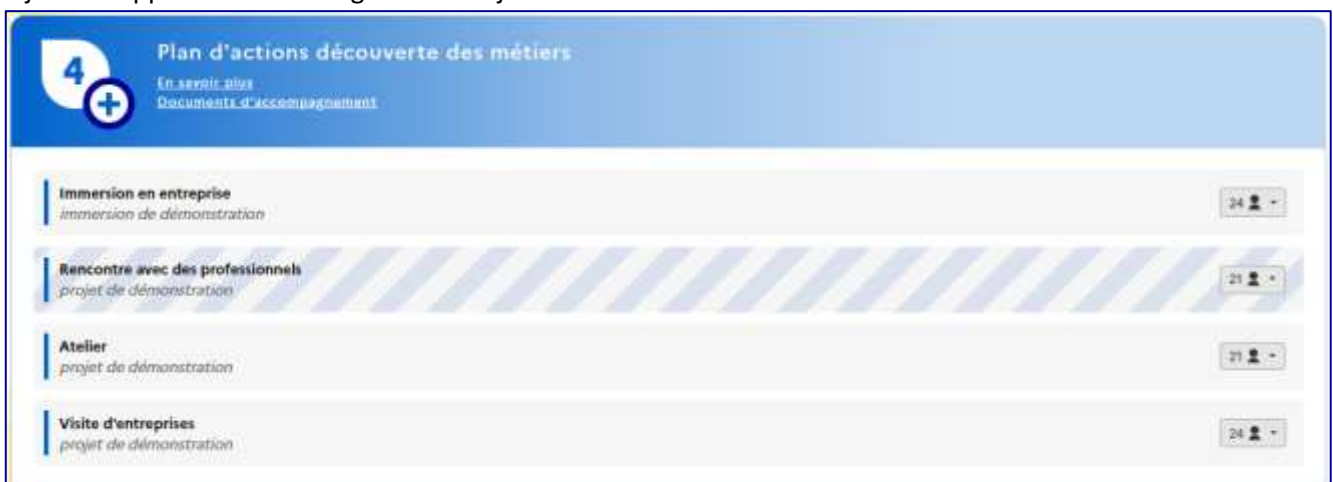 4
Plan d'actions découverte des métiers
En savoir plus
Documents d'accompagnement
Immersion en entreprise
immersion de démonstration
24
Rencontre avec des professionnels
projet de démonstration
21
Atelier
projet de démonstration
21
Visite d'entreprises
projet de démonstration
24